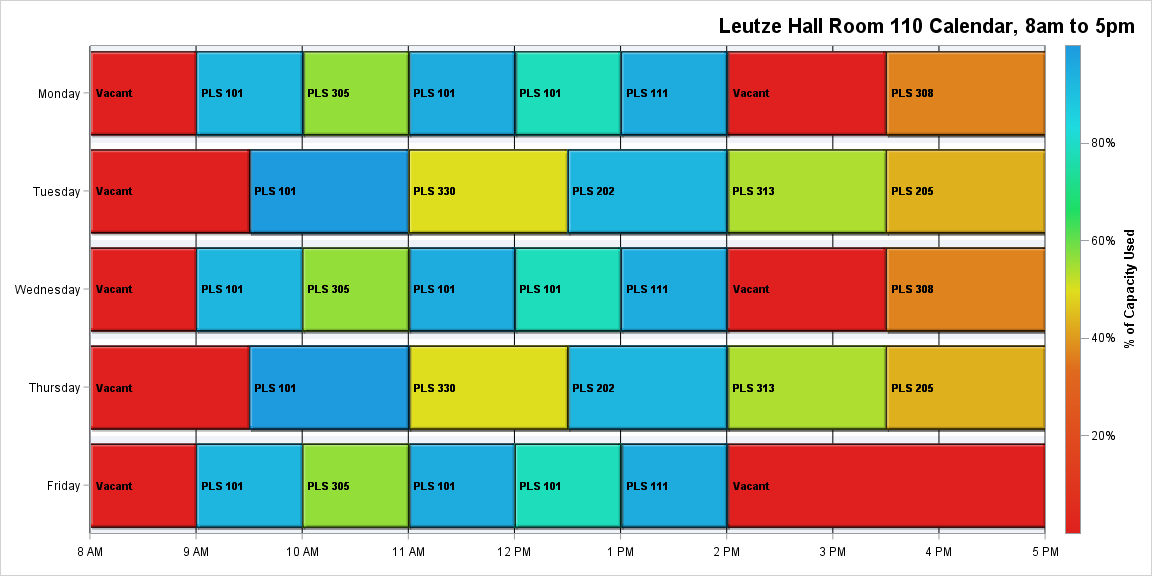 Leutze Hall Room 110 Calendar, 8am to 5pm
Monday
Vacant
PLS 101
PLS 305
PLS 101
PLS 101
PLS 111
Vacant
PLS 308
Tuesday
Vacant
PLS 101
PLS 330
PLS 202
PLS 313
PLS 205
Wednesday
Vacant
PLS 101
PLS 305
PLS 101
PLS 101
PLS 111
Vacant
PLS 308
Thursday
Vacant
PLS 101
PLS 330
PLS 202
PLS 313
PLS 205
Friday
Vacant
PLS 101
PLS 305
PLS 101
PLS 101
PLS 111
Vacant
8 AM
9 AM
10 AM
11 AM
12 PM
1 PM
2 PM
3 PM
4 PM
5 PM
80%
60%
40%
20%
% of Capacity Used